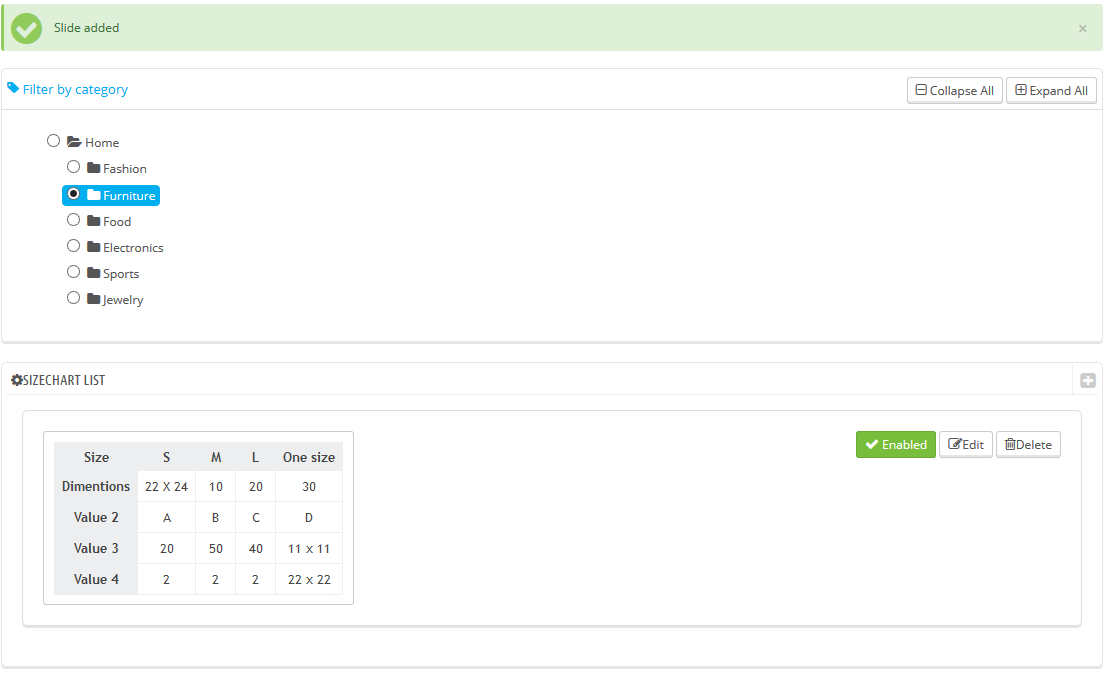 Slide added ×
Filter by category Collapse All Expand All
Home
Fashion
Furniture
Food
Electronics
Sports
Jewelry
SIZECHART LIST
Enabled Edit Delete
Size S M L One size
Dimentions 22 X 24 10 20 30
Value 2 A B C D
Value 3 20 50 40 11 x 11
Value 4 2 2 2 22 x 22